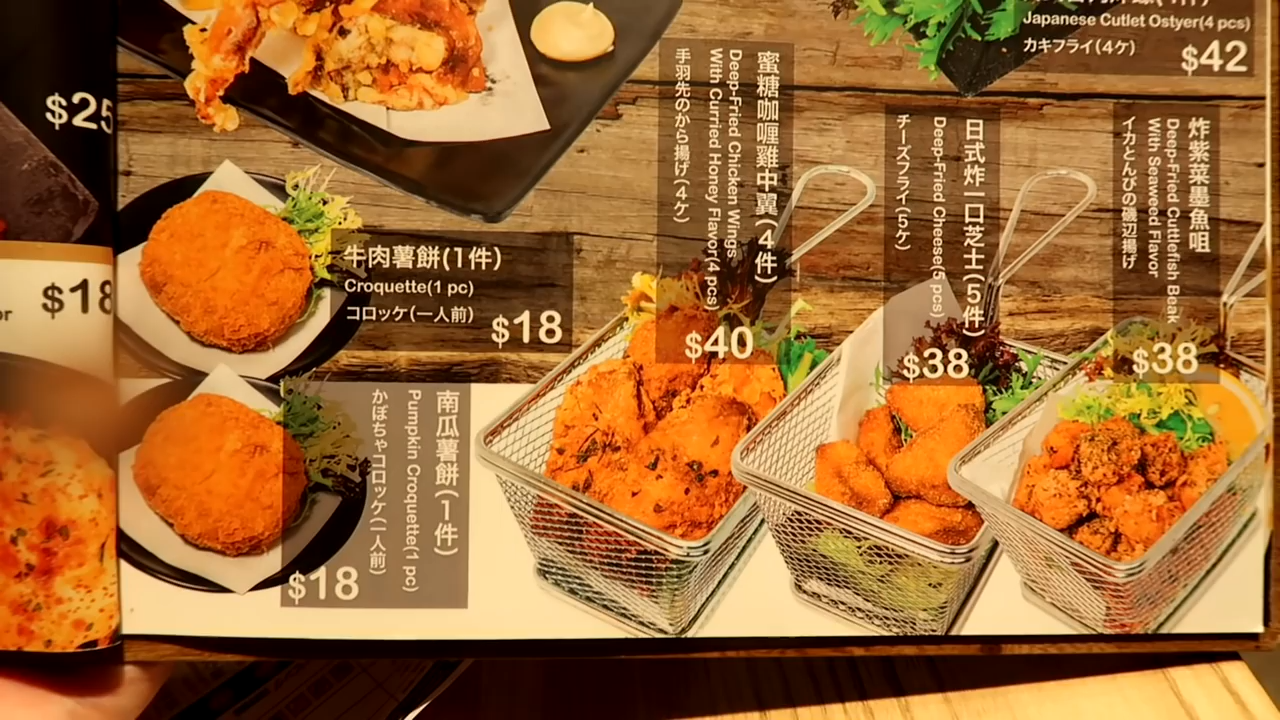 $25
$18
or
Japanese Cutlet Ostyer(4 pcs)
カキフライ(4ケ)
$42
牛肉薯餅(1件)
Croquette(1 pc)
コロッケ(一人前)
$18
南瓜薯餅(1件)
Pumpkin Croquette(1 pc)
かぼちゃコロッケ(一人前)
$18
蜜糖咖喱雞中翼(4件)
Deep-Fried Chicken Wings
With Curried Honey Flavor(4 pcs)
手羽先のから揚げ(4ケ)
$40
日式炸一口芝士(5件)
Deep-Fried Cheese(5 pcs)
チーズフライ(5ケ)
$38
炸紫菜墨魚咀
Deep-Fried Cuttlefish Beak
With Seaweed Flavor
イカとんびの磯辺揚げ
$38